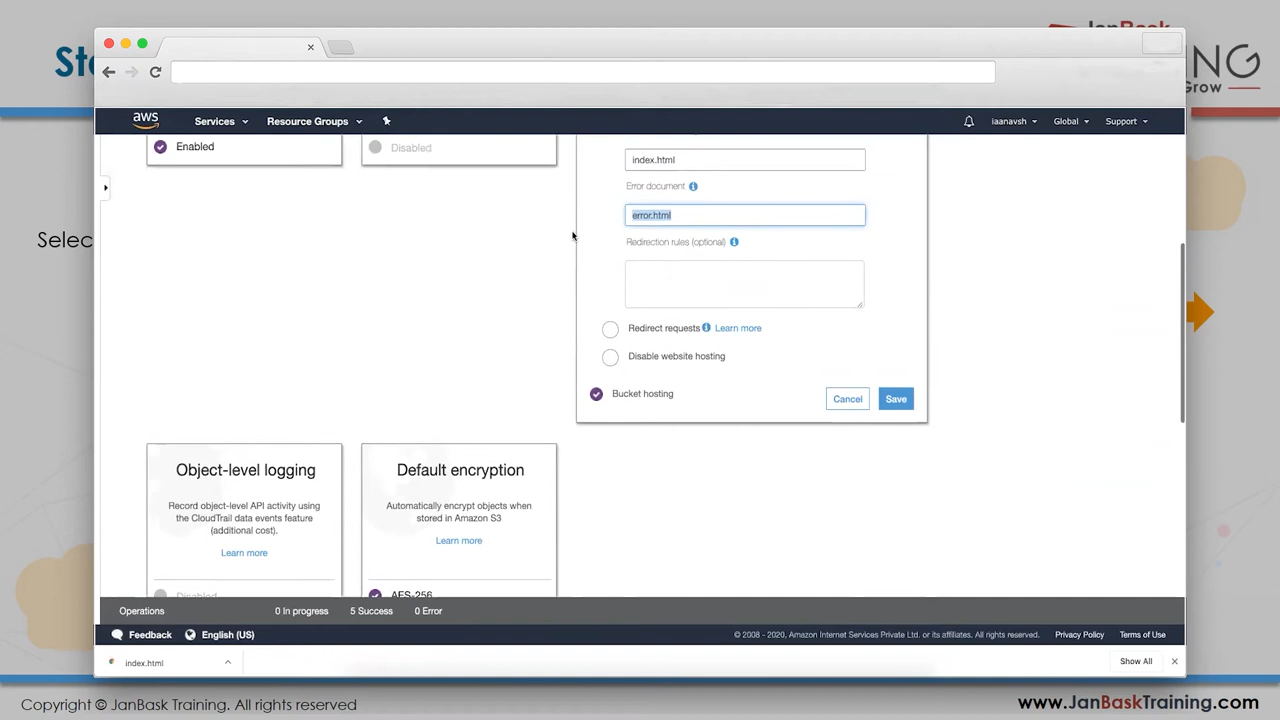 Selec
aws
Services
Resource Groups
iaanavsh
Global
Support
Enabled
Disabled
index.html
Error document
error.html
Redirection rules (optional)
Redirect requests
Learn more
Disable website hosting
Bucket hosting
Cancel
Save
Object-level logging
Record object-level API activity using
the CloudTrail data events feature
(additional cost).
Learn more
Disabled
Default encryption
Automatically encrypt objects when
stored in Amazon S3
Learn more
AES-256
Operations
0 In progress
5 Success
0 Error
Feedback
English (US)
© 2008 - 2020, Amazon Internet Services Private Ltd. or its affiliates. All rights reserved.
Privacy Policy
Terms of Use
index.html
Show All
Copyright © JanBask Training. All rights reserved
www.JanBaskTraining.com